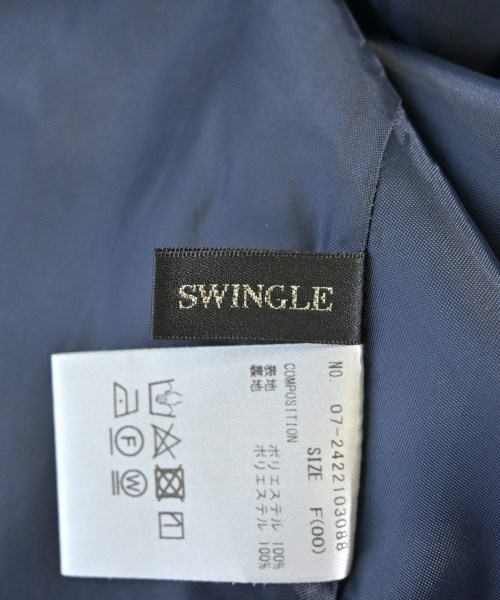 SWINGLE
NO. 07-2422103088
SIZE F(00)
COMPOSITION
表地 ポリエステル 100%
裏地 ポリエステル 100%
F
W